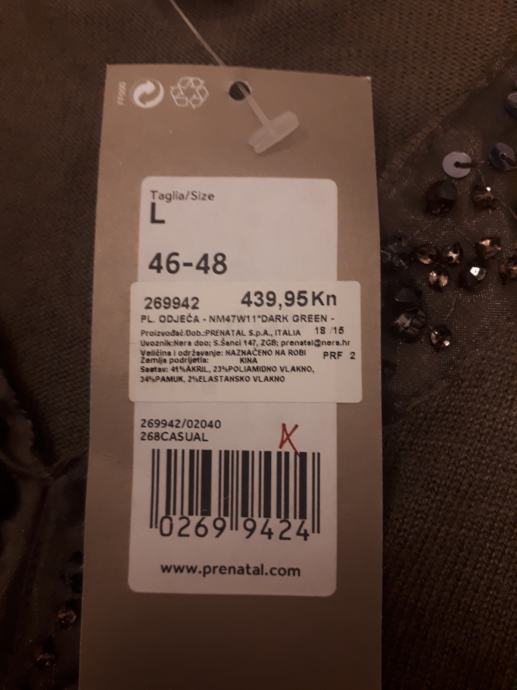 FF000
Taglia/Size
L
46-48
269942 439,95Kn
PL. ODJEĆA - NM47W11"DARK GREEN -
Proizvođač/Dob.:PRENATAL S.p.A., ITALIA 18 /15
Uvoznik:Nera doo; S.Šanci 147, ZGB; prenatal@nera.hr
Veličina i održavanje: NAZNAČENO NA ROBI
Zemlja podrijetla: KINA PRF 2
Sastav: 41%AKRIL, 23%POLIAMIDNO VLAKNO,
34%PAMUK, 2%ELASTANSKO VLAKNO
269942/02040
268CASUAL
0269 9424
www.prenatal.com